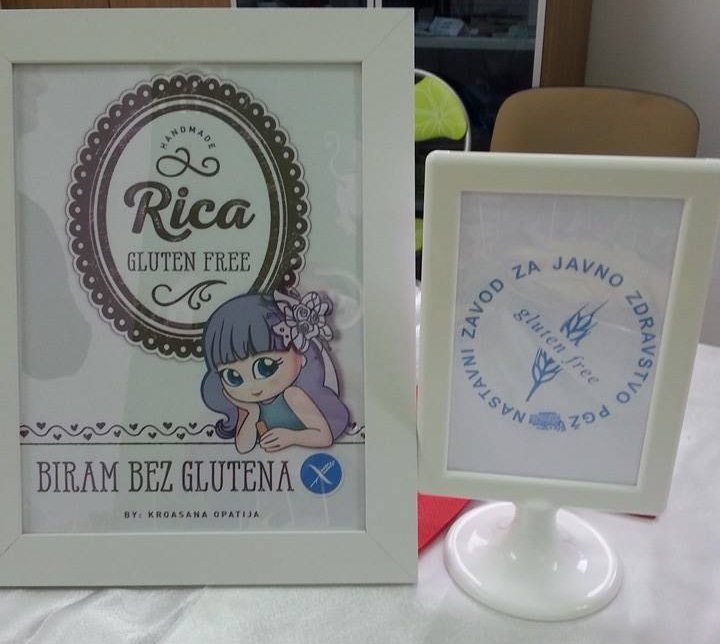 HANDMADE
Rica
GLUTEN FREE
BIRAM BEZ GLUTENA
BY: KROASANA OPATIJA
NASTAVNI ZAVOD ZA JAVNO ZDRAVSTVO PGŽ
gluten free